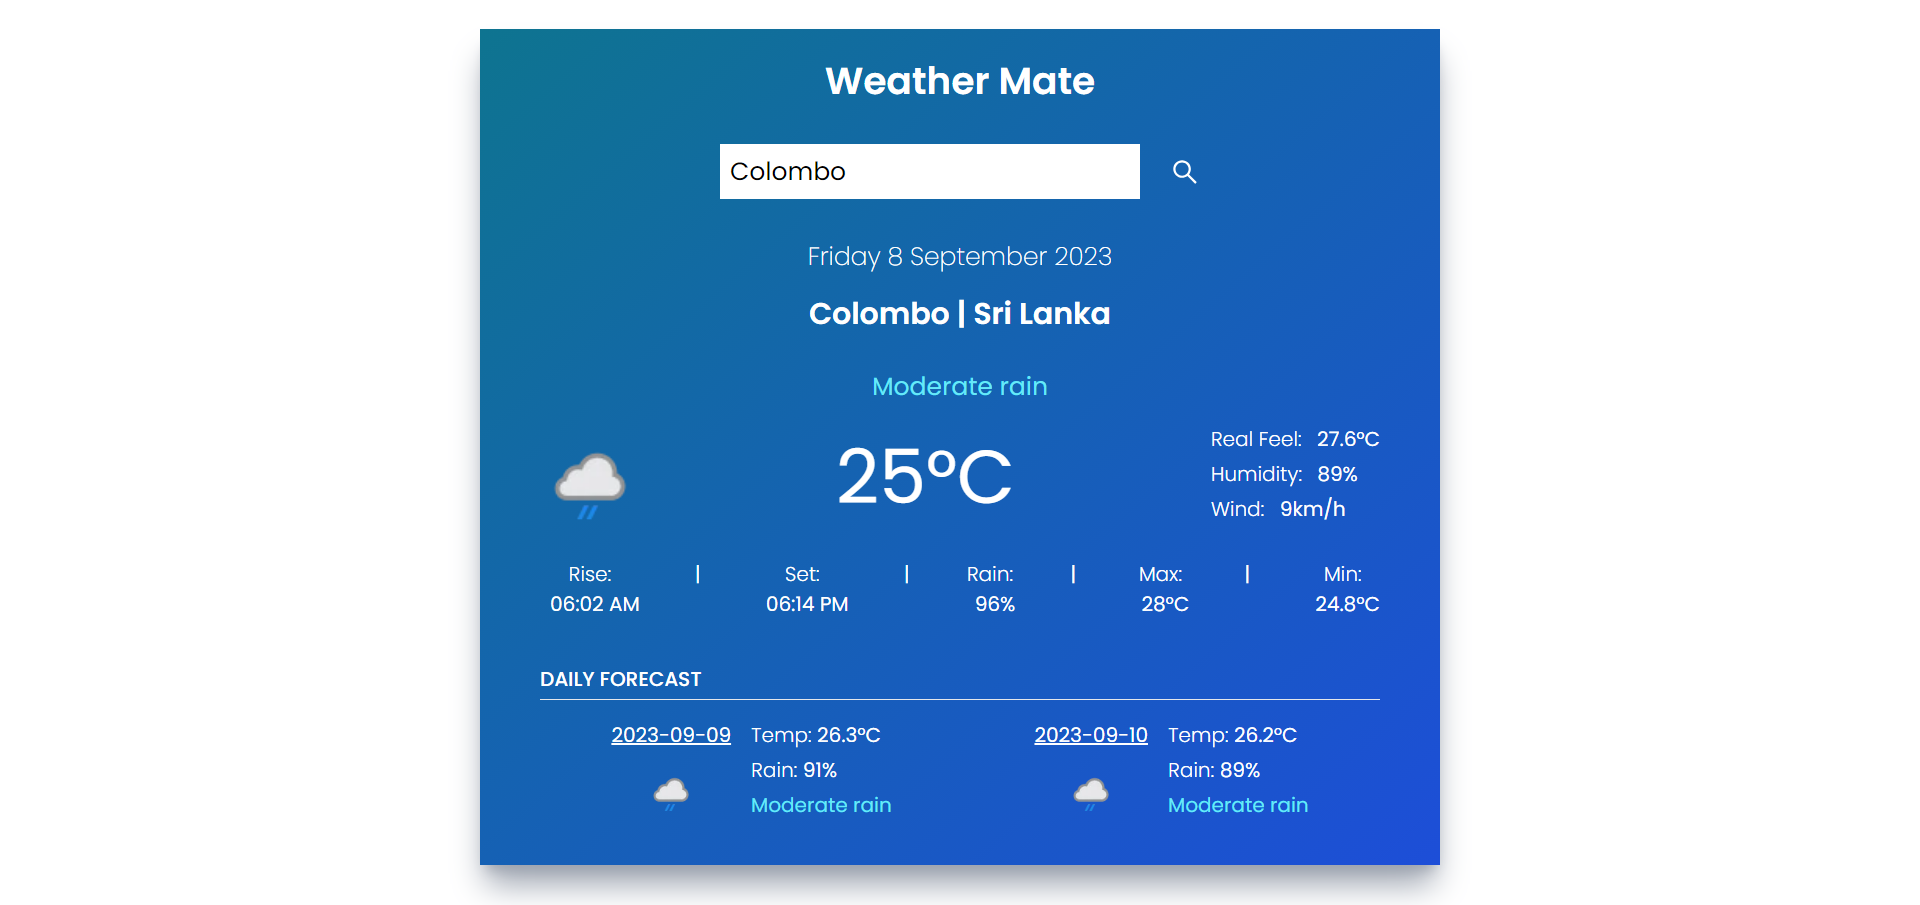 Weather Mate
Colombo
Friday 8 September 2023
Colombo | Sri Lanka
Moderate rain
25°C
Real Feel: 27.6°C
Humidity: 89%
Wind: 9km/h
Rise: | Set: | Rain: | Max: | Min:
06:02 AM 06:14 PM 96% 28°C 24.8°C
DAILY FORECAST
2023-09-09 Temp: 26.3°C
Rain: 91%
Moderate rain
2023-09-10 Temp: 26.2°C
Rain: 89%
Moderate rain